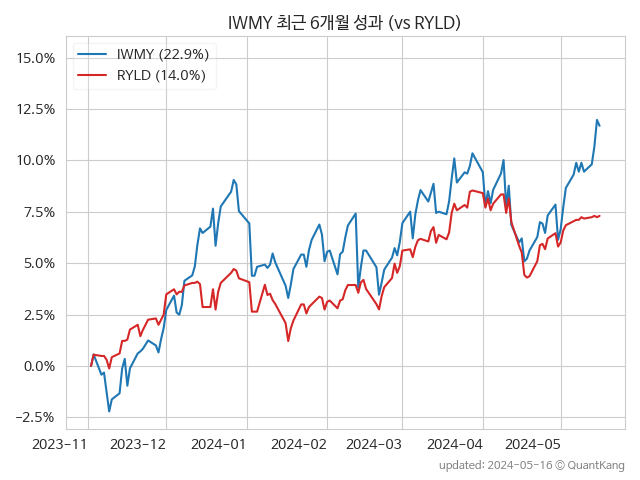 IWMY 최근 6개월 성과 (vs RYLD)
IWMY (22.9%)
RYLD (14.0%)
15.0%
12.5%
10.0%
7.5%
5.0%
2.5%
0.0%
−2.5%
2023-11 2023-12 2024-01 2024-02 2024-03 2024-04 2024-05
updated: 2024-05-16 © QuantKang